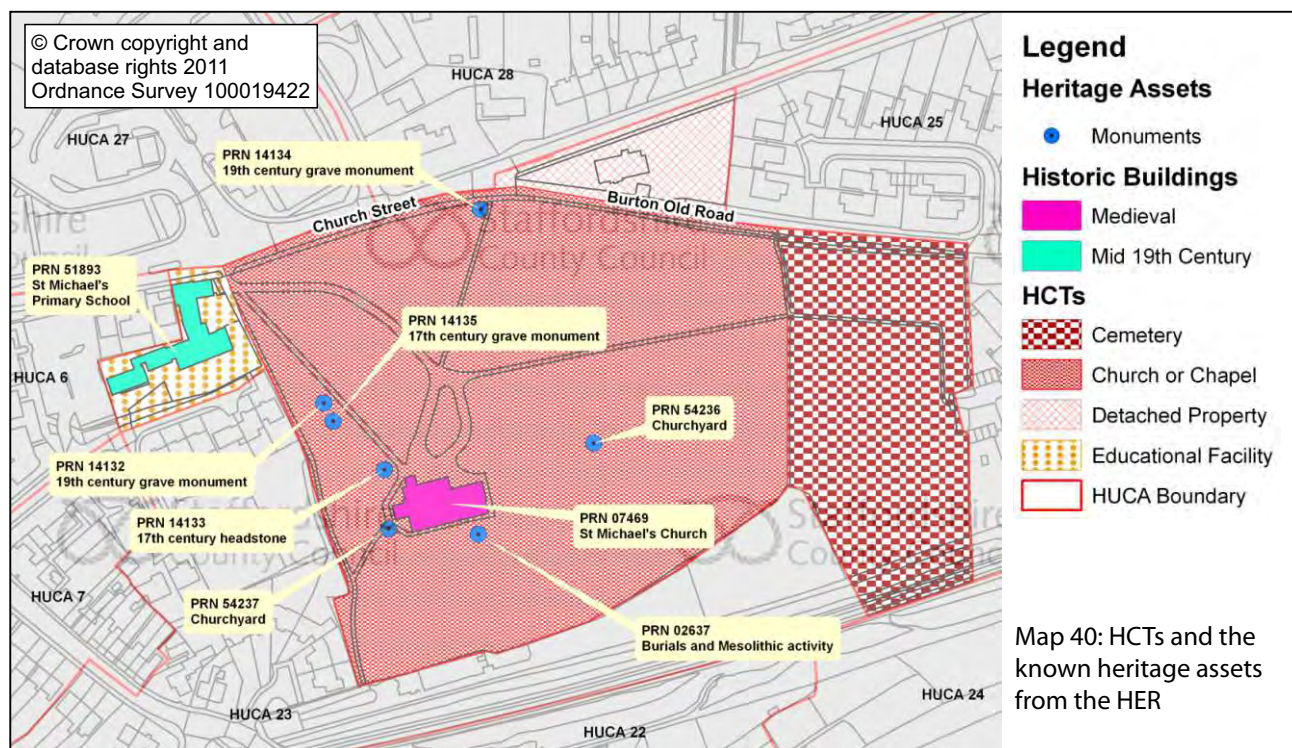 © Crown copyright and
database rights 2011
Ordnance Survey 100019422
HUCA 28
HUCA 27
HUCA 25
PRN 14134
19th century grave monument
Church Street
Burton Old Road
Staffordshire
County Council
PRN 51893
St Michael's
Primary School
PRN 14135
17th century grave monument
HUCA 6
PRN 54236
Churchyard
PRN 14132
19th century grave monument
PRN 14133
17th century headstone
PRN 07469
St Michael's Church
HUCA 7
PRN 54237
Churchyard
PRN 02637
Burials and Mesolithic activity
HUCA 23
HUCA 22
HUCA 24
Legend
Heritage Assets
Monuments
Historic Buildings
Medieval
Mid 19th Century
HCTs
Cemetery
Church or Chapel
Detached Property
Educational Facility
HUCA Boundary
Map 40: HCTs and the
known heritage assets
from the HER